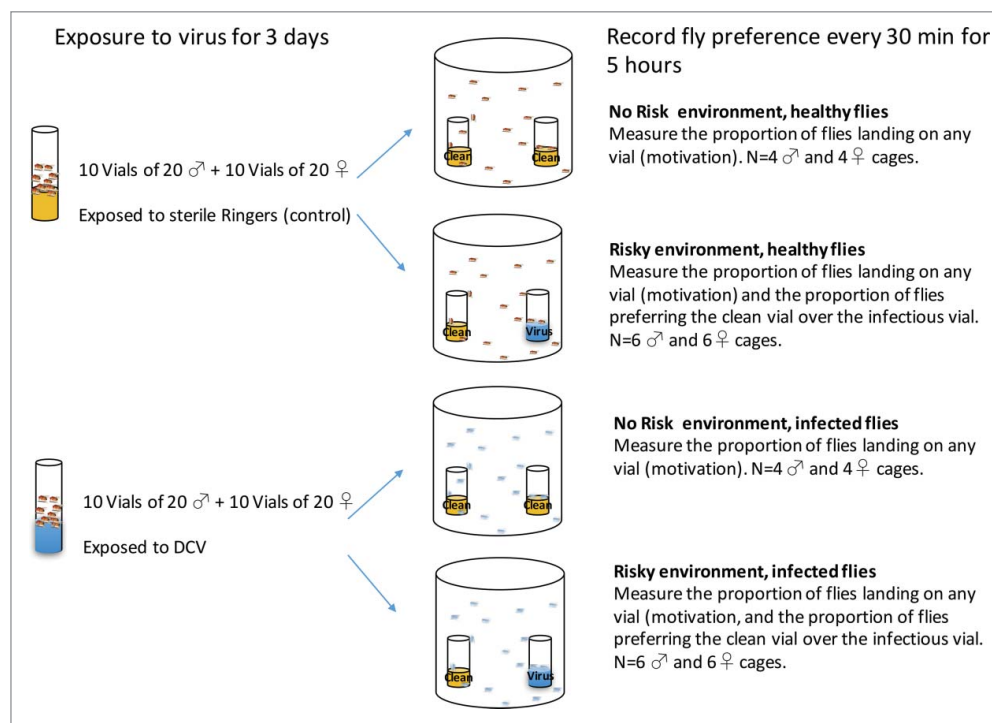 Exposure to virus for 3 days
Record fly preference every 30 min for
5 hours
10 Vials of 20 ♂ + 10 Vials of 20 ♀
Exposed to sterile Ringers (control)
Clean
Clean
No Risk environment, healthy flies
Measure the proportion of flies landing on any
vial (motivation). N=4 ♂ and 4 ♀ cages.
Clean
Virus
Risky environment, healthy flies
Measure the proportion of flies landing on any
vial (motivation) and the proportion of flies
preferring the clean vial over the infectious vial.
N=6 ♂ and 6 ♀ cages.
10 Vials of 20 ♂ + 10 Vials of 20 ♀
Exposed to DCV
Clean
Clean
No Risk environment, infected flies
Measure the proportion of flies landing on any
vial (motivation). N=4 ♂ and 4 ♀ cages.
Clean
Virus
Risky environment, infected flies
Measure the proportion of flies landing on any
vial (motivation, and the proportion of flies
preferring the clean vial over the infectious vial.
N=6 ♂ and 6 ♀ cages.